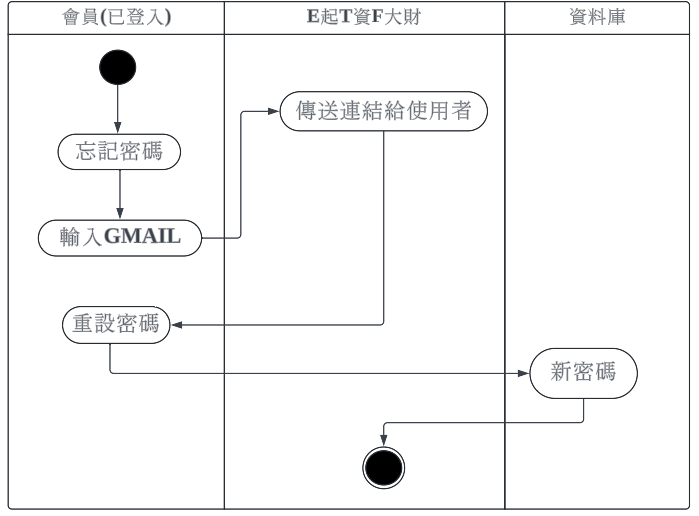 會員(已登入)
E起T資F大財
資料庫
傳送連結給使用者
忘記密碼
輸入GMAIL
重設密碼
新密碼